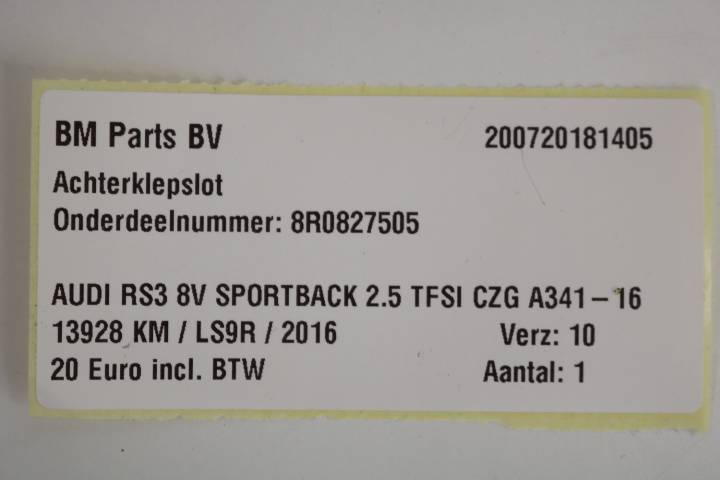 BM Parts BV 200720181405
Achterklepslot
Onderdeelnummer: 8R0827505
AUDI RS3 8V SPORTBACK 2.5 TFSI CZG A341-16
13928 KM / LS9R / 2016 Verz: 10
20 Euro incl. BTW Aantal: 1